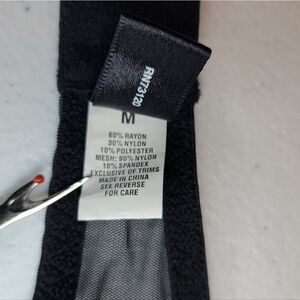 RN73120
M
60% RAYON
30% NYLON
10% POLYESTER
MESH: 90% NYLON
10% SPANDEX
EXCLUSIVE OF TRIMS
MADE IN CHINA
SEE REVERSE
FOR CARE